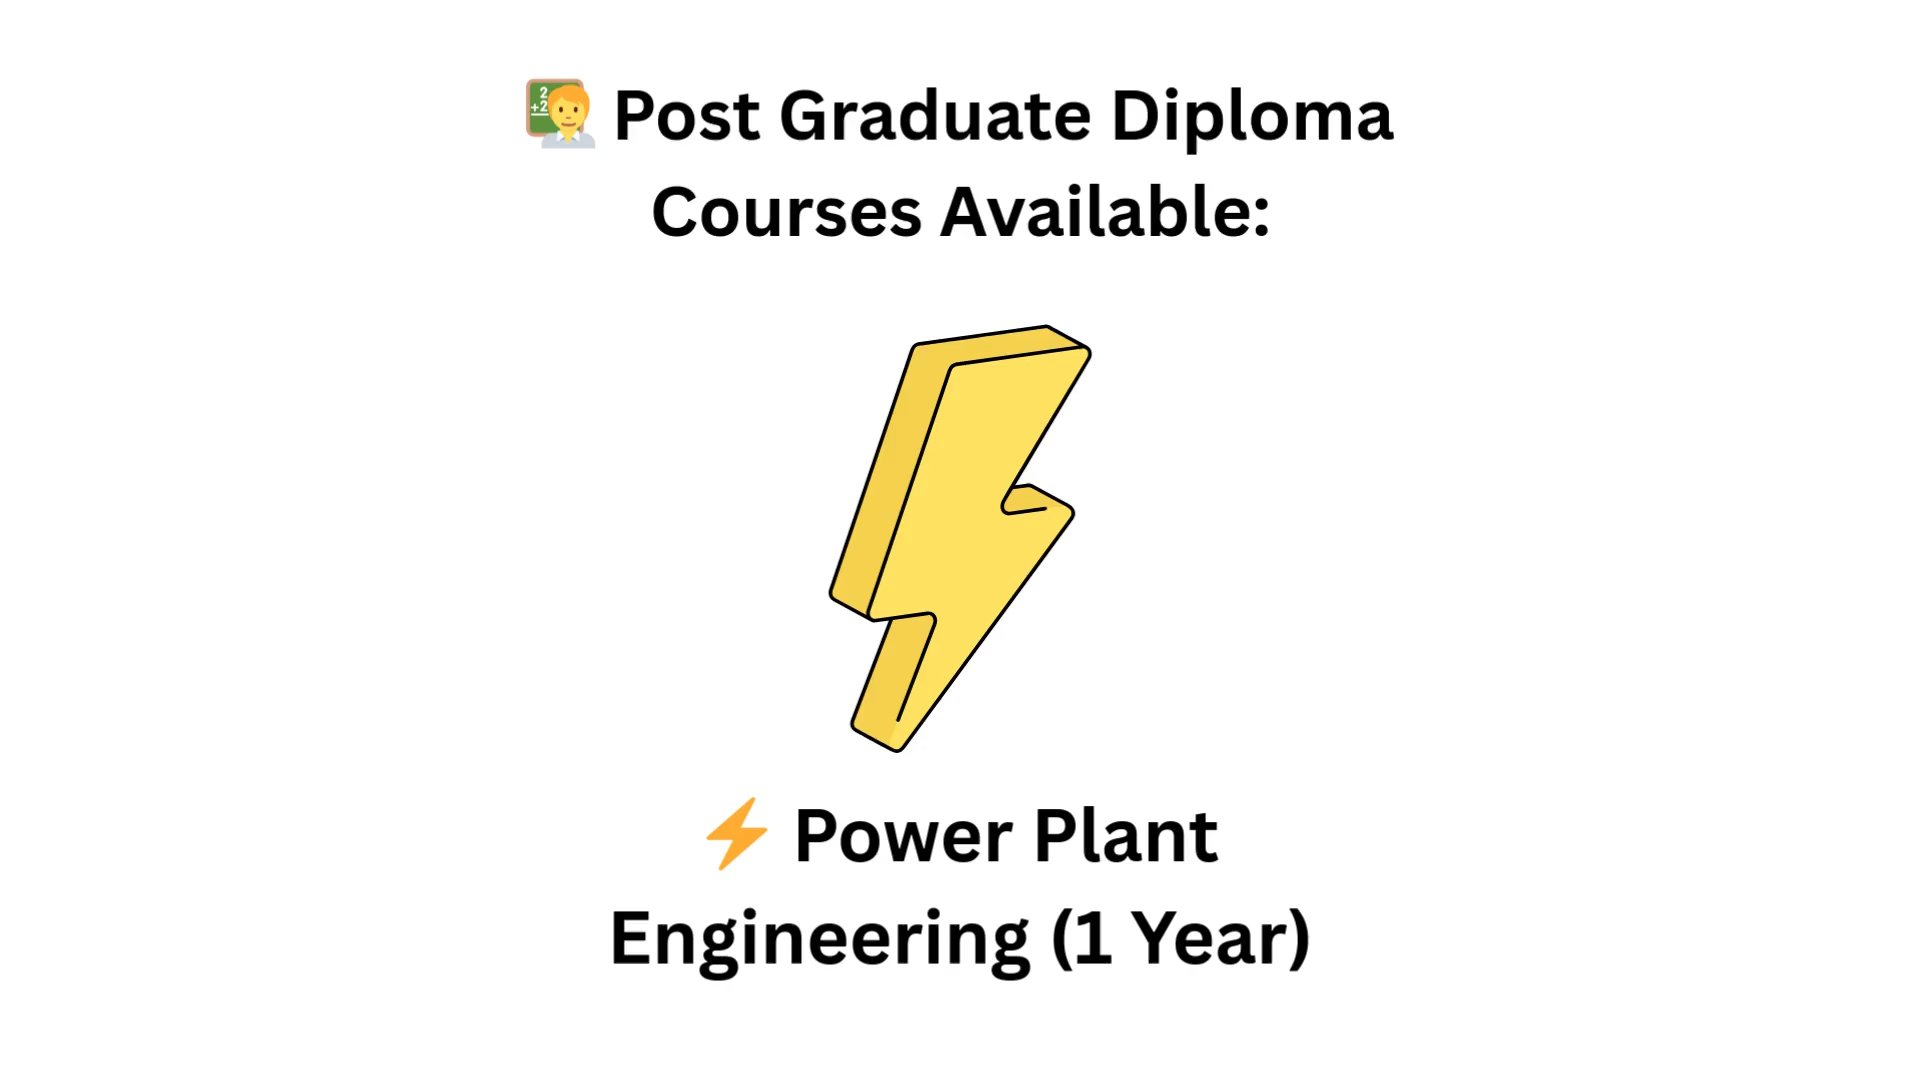 🧑‍🏫 Post Graduate Diploma
Courses Available:
⚡ Power Plant
Engineering (1 Year)